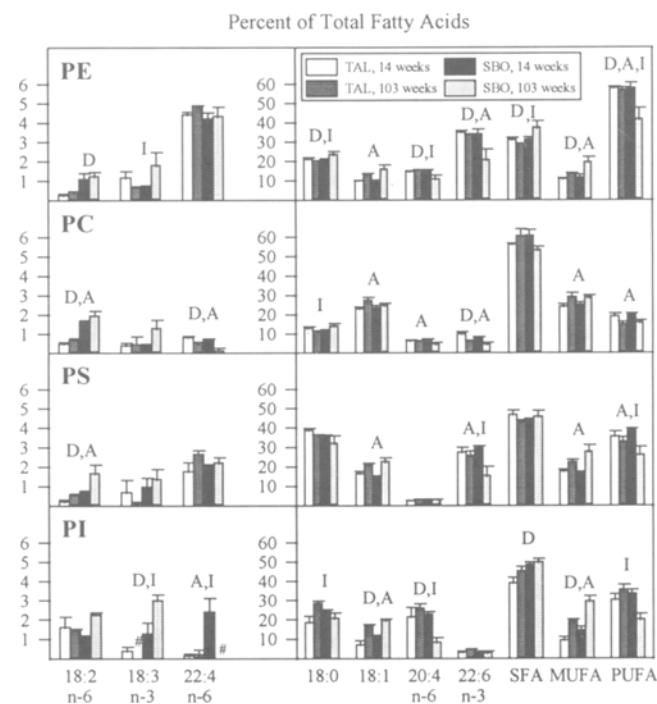 Percent of Total Fatty Acids
PE
6
5
4
3
2
1
D
I
60
50
40
30
20
10
TAL, 14 weeks
SBO, 14 weeks
TAL, 103 weeks
SBO, 103 weeks
D,I
A
D,I
D,A
D,I
D,A
D,A,I
PC
6
5
4
3
2
1
D,A
D,A
60
50
40
30
20
10
I
A
A
D,A
A
A
PS
6
5
4
3
2
1
D,A
60
50
40
30
20
10
A
A,I
A
A,I
PI
6
5
4
3
2
1
#
D,I
A,I
#
60
50
40
30
20
10
I
D,A
D,I
D
D,A
I
18:2 18:3 22:4
n-6 n-3 n-6
18:0 18:1 20:4 22:6 SFA MUFA PUFA
n-6 n-3